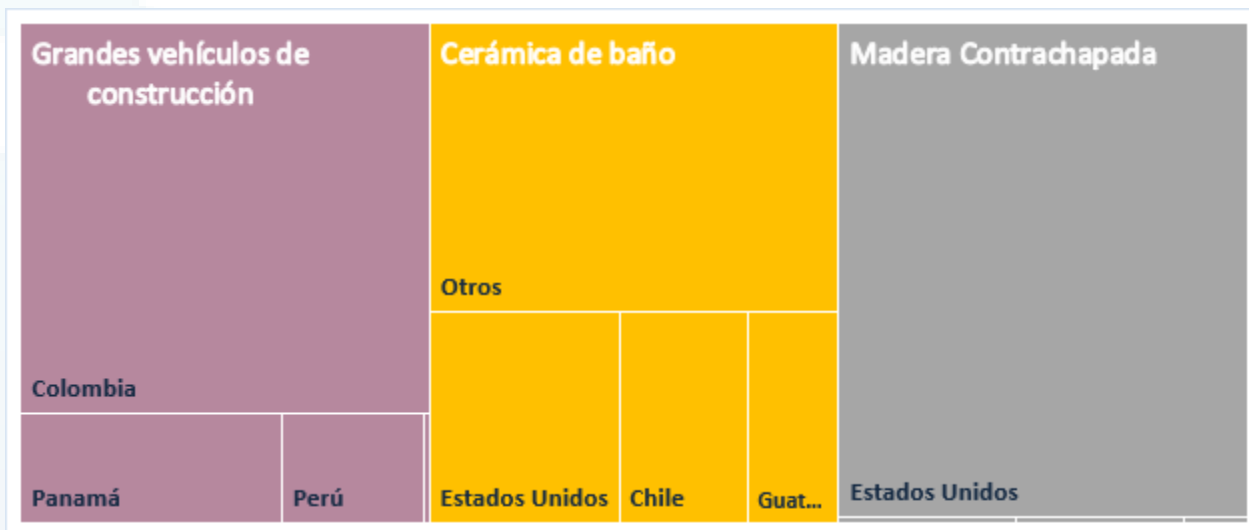 Grandes vehículos de
construcción
Colombia
Panamá
Perú
Cerámica de baño
Otros
Estados Unidos
Chile
Guat...
Madera Contrachapada
Estados Unidos